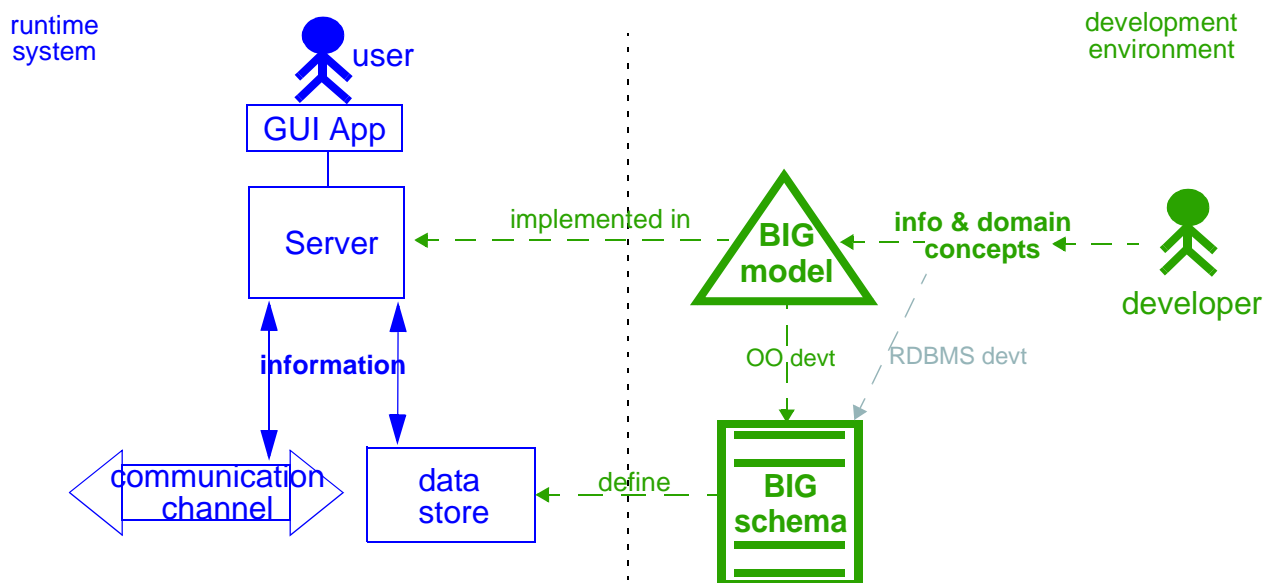 runtime
system
development
environment
user
GUI App
implemented in
Server
BIG
model
info & domain
concepts
developer
information
OO devt
RDBMS devt
communication
channel
data
store
define
BIG
schema